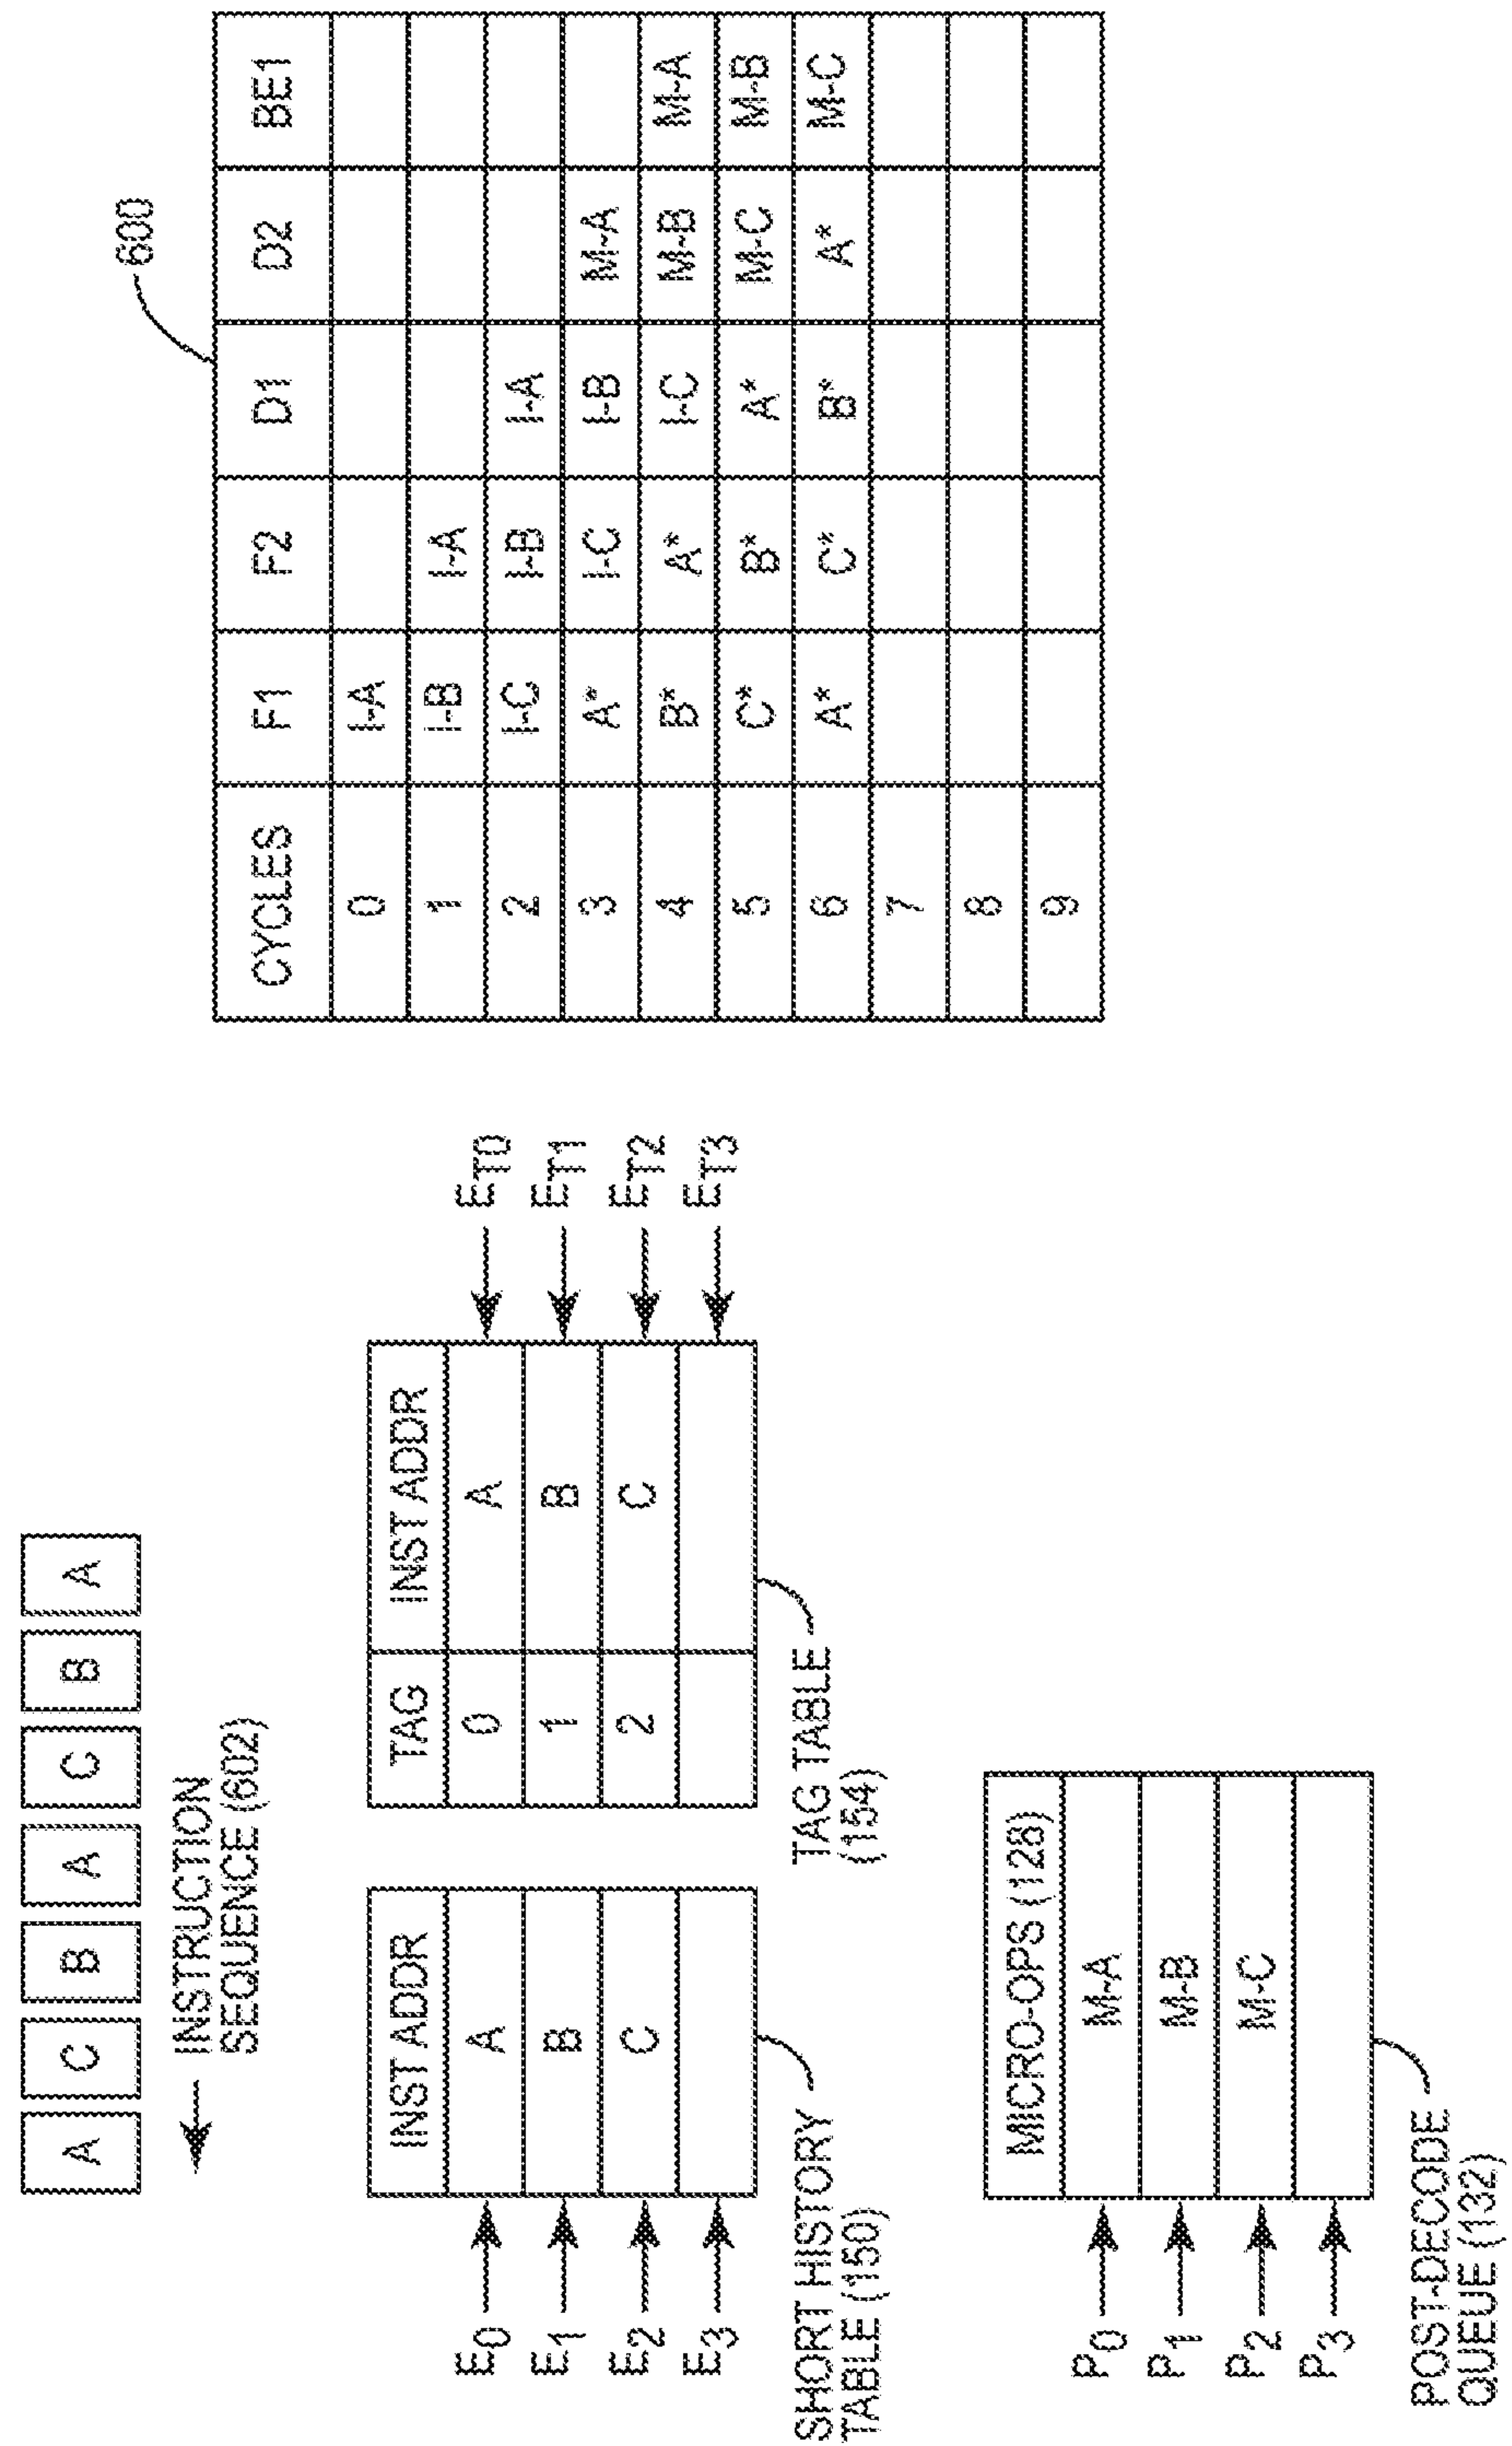 A C B A C B A
INSTRUCTION
SEQUENCE (602)
INST ADDR
E0 A
E1 B
E2 C
E3
SHORT HISTORY
TABLE (150)
TAG INST ADDR
0 A ET0
1 B ET1
2 C ET2
ET3
TAG TABLE
(154)
MICRO-OPS (128)
P0 M-A
P1 M-B
P2 M-C
P3
POST-DECODE
QUEUE (132)
600
CYCLES F1 F2 D1 D2 BE1
0 I-A
1 I-B I-A
2 I-C I-B I-A
3 A* I-C I-B M-A
4 B* A* I-C M-B M-A
5 C* B* A* M-C M-B
6 A* C* B* A* M-C
7
8
9